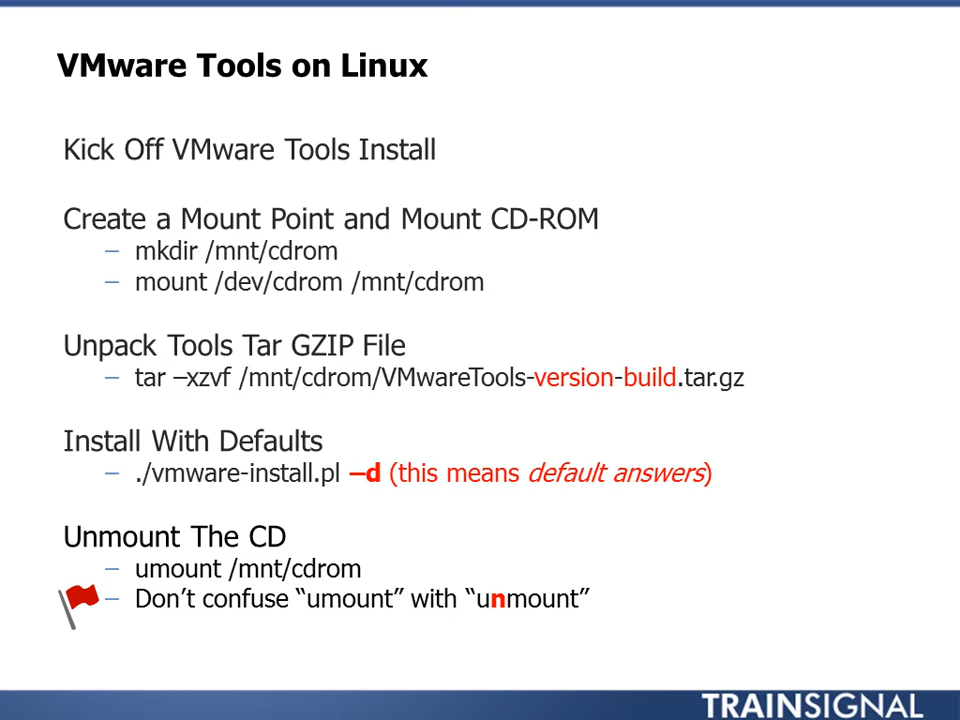 VMware Tools on Linux
Kick Off VMware Tools Install
Create a Mount Point and Mount CD-ROM
– mkdir /mnt/cdrom
– mount /dev/cdrom /mnt/cdrom
Unpack Tools Tar GZIP File
– tar –xzvf /mnt/cdrom/VMwareTools-version-build.tar.gz
Install With Defaults
– ./vmware-install.pl –d (this means default answers)
Unmount The CD
– umount /mnt/cdrom
– Don’t confuse “umount” with “unmount”
TRAINSIGNAL